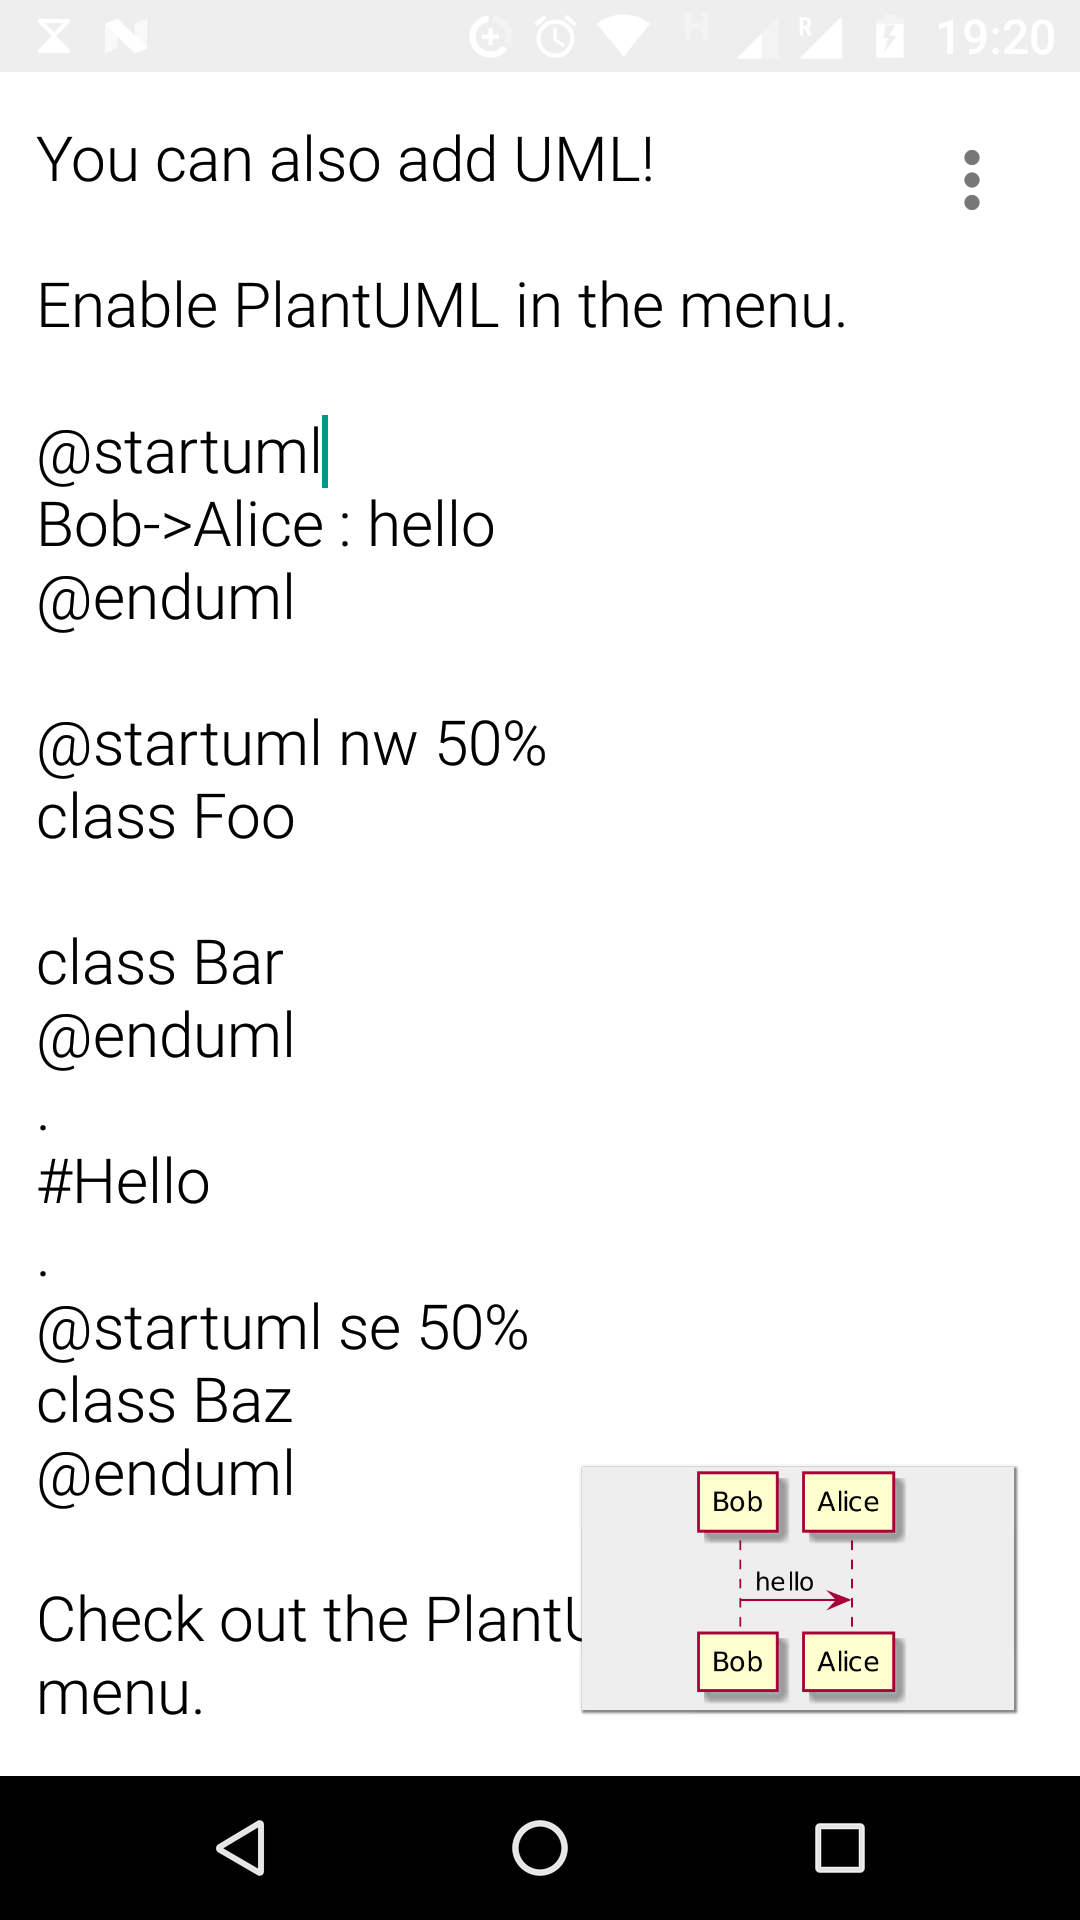 H R 19:20
You can also add UML!
Enable PlantUML in the menu.
@startuml
Bob->Alice : hello
@enduml
@startuml nw 50%
class Foo
class Bar
@enduml
.
#Hello
.
@startuml se 50%
class Baz
@enduml
Check out the Plant
menu.
Bob Alice
hello
Bob Alice